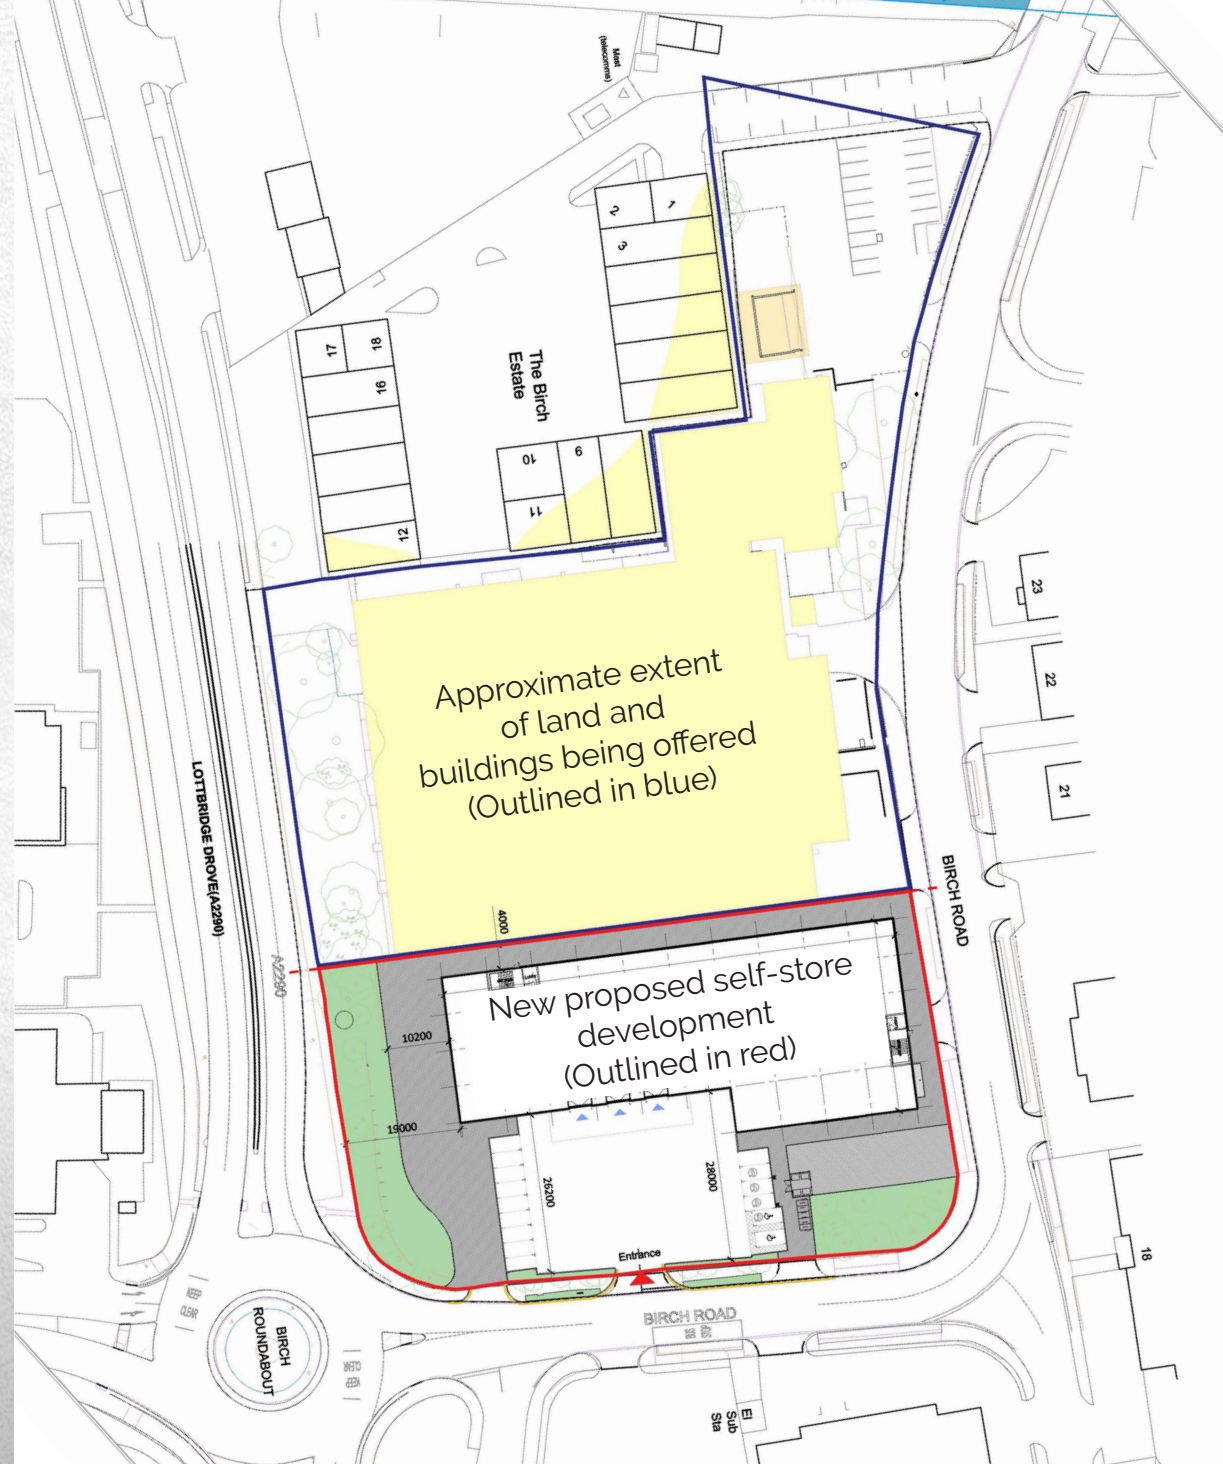 Mast
(telecomms)
1
2
3
The Birch
Estate
17
18
16
10
9
11
12
23
22
21
Approximate extent
of land and
buildings being offered
(Outlined in blue)
LOTTBRIDGE DROVE(A2290)
A2290
BIRCH ROAD
4000
New proposed self-store
development
(Outlined in red)
10200
19000
26200
28000
Entrance
BIRCH ROAD
18
KEEP
CLEAR
BIRCH
ROUNDABOUT
KEEP
CLEAR
El
Sub
Sta